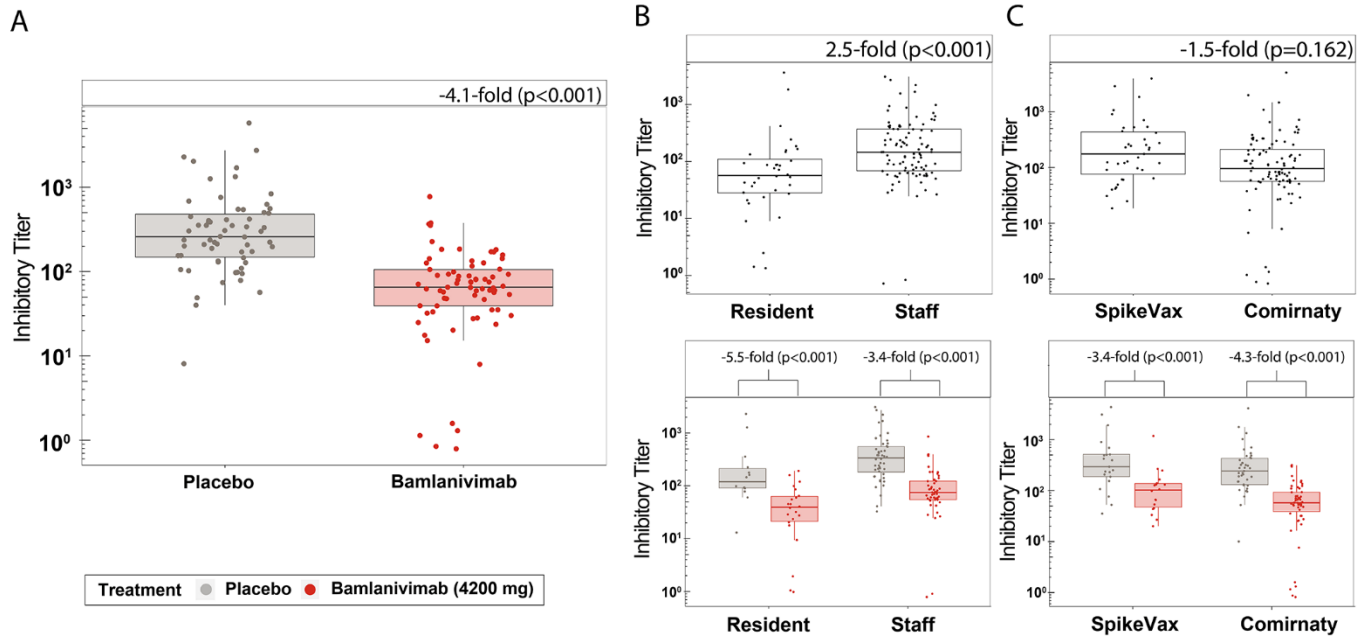 A
-4.1-fold (p<0.001)
Inhibitory Titer
10³
10²
10¹
10⁰
Placebo
Bamlanivimab
Treatment Placebo Bamlanivimab (4200 mg)
B
2.5-fold (p<0.001)
Inhibitory Titer
10³
10²
10¹
10⁰
Resident
Staff
-5.5-fold (p<0.001)
-3.4-fold (p<0.001)
Inhibitory Titer
10³
10²
10¹
10⁰
Resident
Staff
C
-1.5-fold (p=0.162)
Inhibitory Titer
10³
10²
10¹
10⁰
SpikeVax
Comirnaty
-3.4-fold (p<0.001)
-4.3-fold (p<0.001)
Inhibitory Titer
10³
10²
10¹
10⁰
SpikeVax
Comirnaty